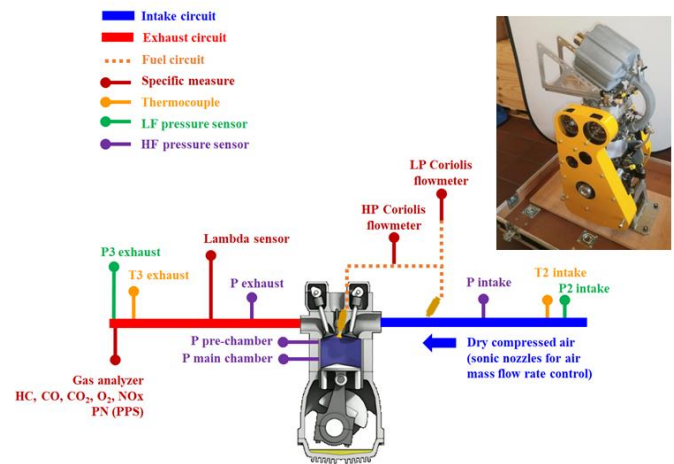 Intake circuit
Exhaust circuit
Fuel circuit
Specific measure
Thermocouple
LF pressure sensor
HF pressure sensor
LP Coriolis
flowmeter
HP Coriolis
flowmeter
Lambda sensor
P3 exhaust
T3 exhaust
P exhaust
P intake
T2 intake
P2 intake
P pre-chamber
P main chamber
Dry compressed air
(sonic nozzles for air
mass flow rate control)
Gas analyzer
HC, CO, CO₂, O₂, NOx
PN (PPS)